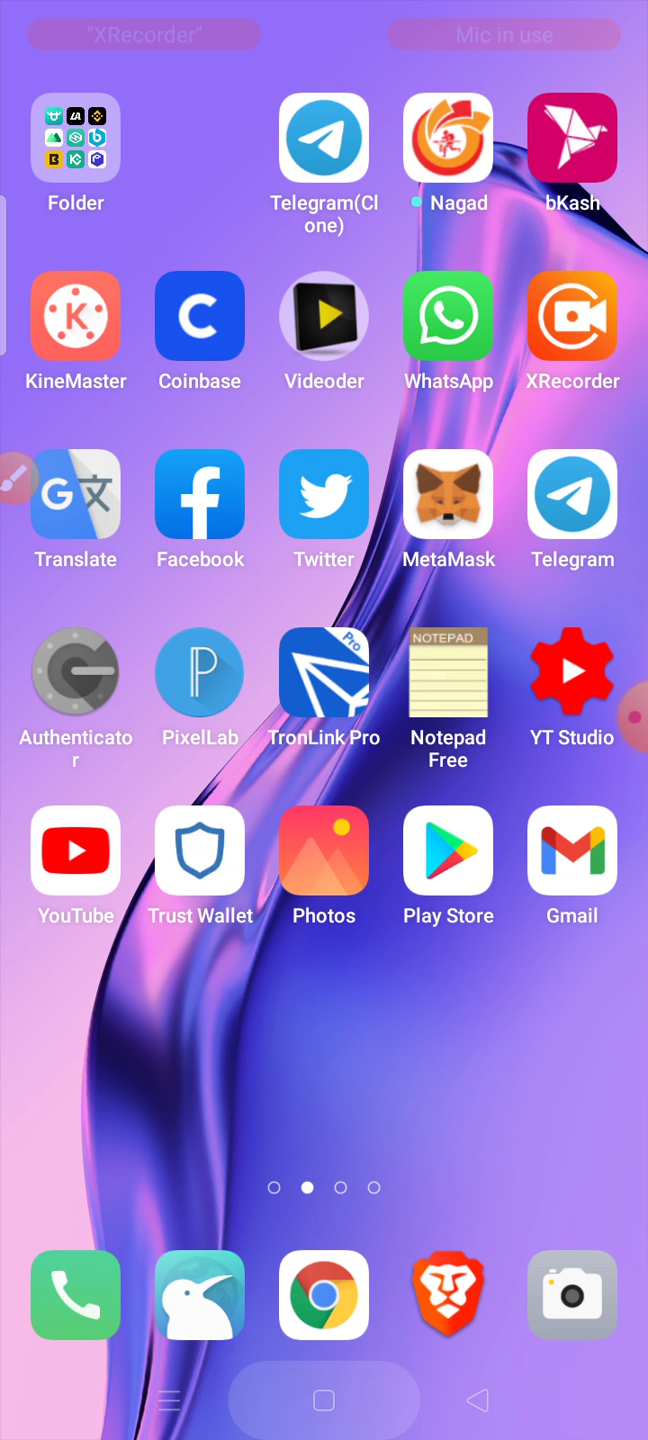 "XRecorder"
Mic in use
Folder
Telegram(Cl
one)
Nagad
bKash
KineMaster
Coinbase
Videoder
WhatsApp
XRecorder
Translate
Facebook
Twitter
MetaMask
Telegram
Pro
NOTEPAD
Authenticato
r
PixelLab
TronLink Pro
Notepad
Free
YT Studio
YouTube
Trust Wallet
Photos
Play Store
Gmail